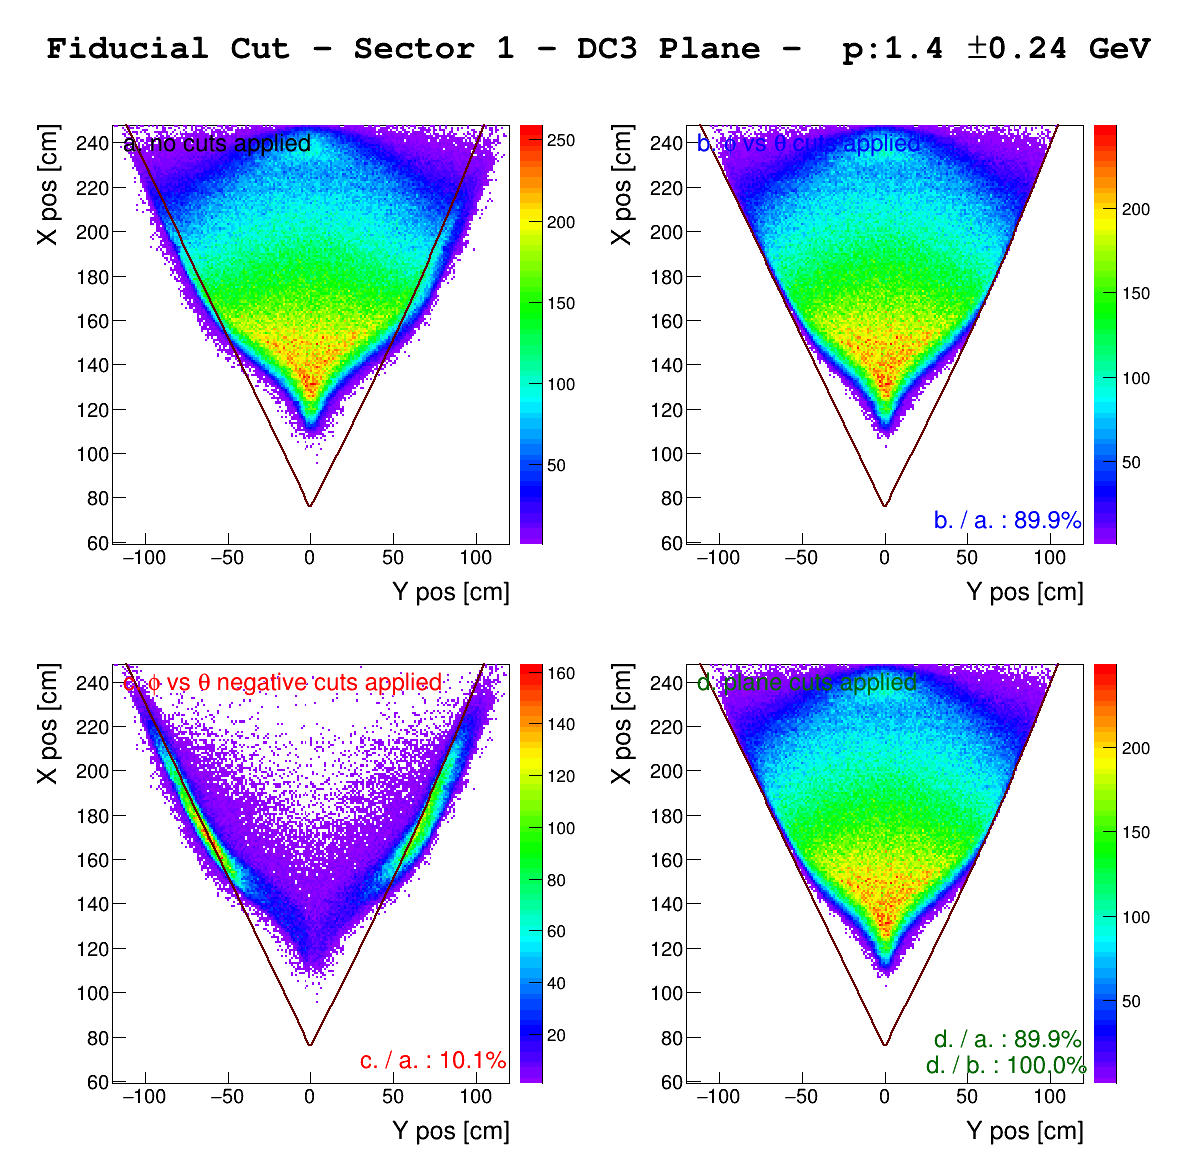 Fiducial Cut − Sector 1 − DC3 Plane − p:1.4 ±0.24 GeV
X pos [cm]
240
220
200
180
160
140
120
100
80
60
a. no cuts applied
−100 −50 0 50 100
Y pos [cm]
250
200
150
100
50
X pos [cm]
240
220
200
180
160
140
120
100
80
60
b. ϕ vs θ cuts applied
b. / a. : 89.9%
−100 −50 0 50 100
Y pos [cm]
200
150
100
50
X pos [cm]
240
220
200
180
160
140
120
100
80
60
c. ϕ vs θ negative cuts applied
c. / a. : 10.1%
−100 −50 0 50 100
Y pos [cm]
160
140
120
100
80
60
40
20
X pos [cm]
240
220
200
180
160
140
120
100
80
60
d. plane cuts applied
d. / a. : 89.9%
d. / b. : 100.0%
−100 −50 0 50 100
Y pos [cm]
200
150
100
50